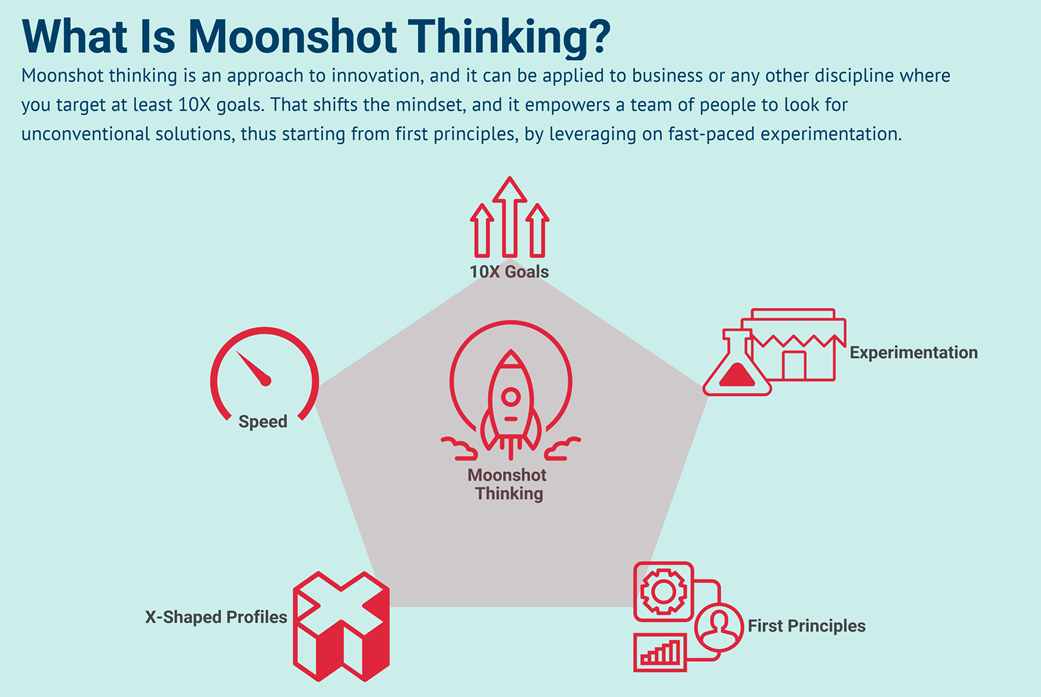 What Is Moonshot Thinking?
Moonshot thinking is an approach to innovation, and it can be applied to business or any other discipline where
you target at least 10X goals. That shifts the mindset, and it empowers a team of people to look for
unconventional solutions, thus starting from first principles, by leveraging on fast-paced experimentation.
10X Goals
Experimentation
Speed
Moonshot
Thinking
X-Shaped Profiles
First Principles